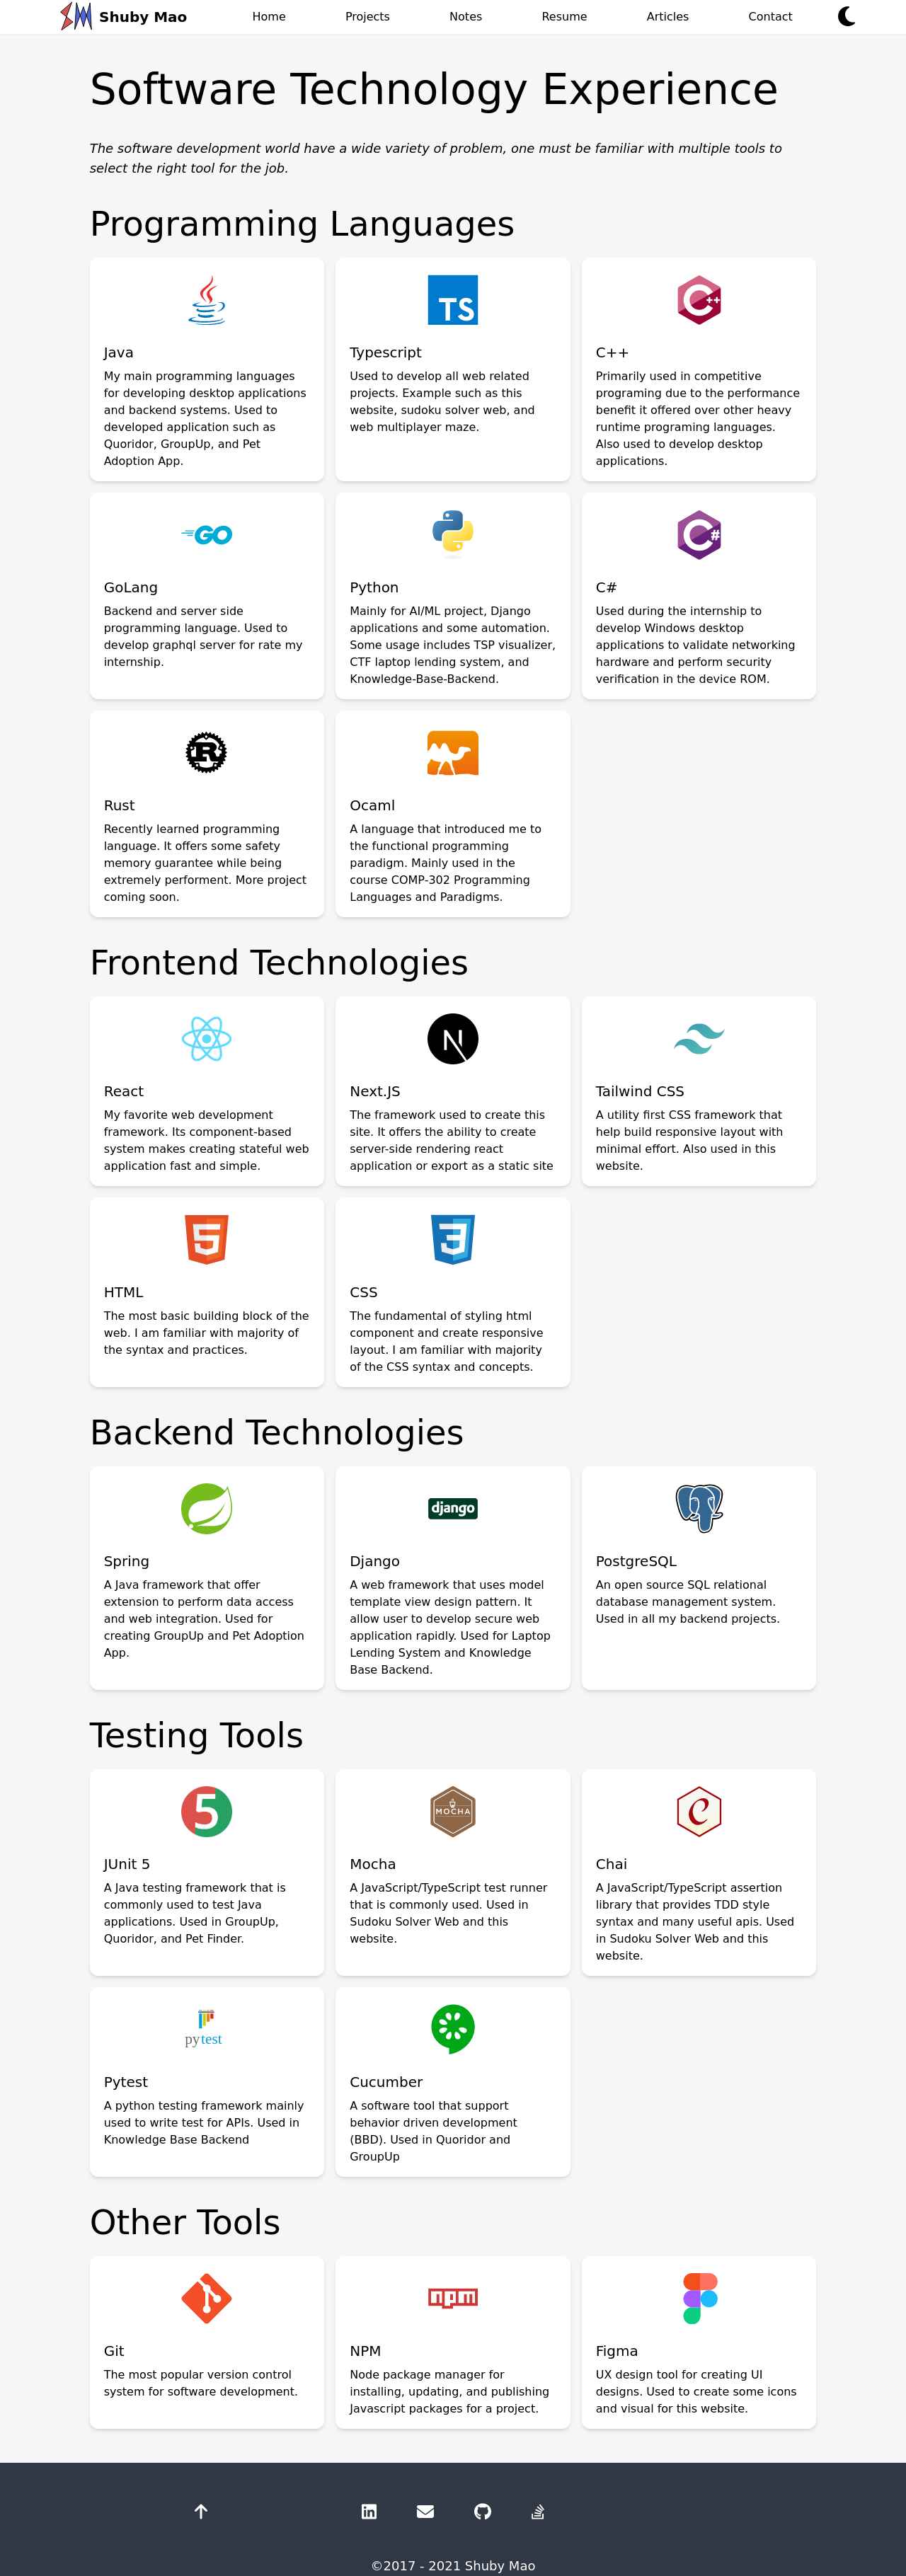 Shuby Mao
Home
Projects
Notes
Resume
Articles
Contact
Software Technology Experience
The software development world have a wide variety of problem, one must be familiar with multiple tools to
select the right tool for the job.
Programming Languages
Java
My main programming languages
for developing desktop applications
and backend systems. Used to
developed application such as
Quoridor, GroupUp, and Pet
Adoption App.
TS
Typescript
Used to develop all web related
projects. Example such as this
website, sudoku solver web, and
web multiplayer maze.
C++
C++
Primarily used in competitive
programing due to the performance
benefit it offered over other heavy
runtime programing languages.
Also used to develop desktop
applications.
GO
GoLang
Backend and server side
programming language. Used to
develop graphql server for rate my
internship.
Python
Mainly for AI/ML project, Django
applications and some automation.
Some usage includes TSP visualizer,
CTF laptop lending system, and
Knowledge-Base-Backend.
C#
C#
Used during the internship to
develop Windows desktop
applications to validate networking
hardware and perform security
verification in the device ROM.
R
Rust
Recently learned programming
language. It offers some safety
memory guarantee while being
extremely performent. More project
coming soon.
Ocaml
A language that introduced me to
the functional programming
paradigm. Mainly used in the
course COMP-302 Programming
Languages and Paradigms.
Frontend Technologies
React
My favorite web development
framework. Its component-based
system makes creating stateful web
application fast and simple.
N
Next.JS
The framework used to create this
site. It offers the ability to create
server-side rendering react
application or export as a static site
Tailwind CSS
A utility first CSS framework that
help build responsive layout with
minimal effort. Also used in this
website.
5
HTML
The most basic building block of the
web. I am familiar with majority of
the syntax and practices.
3
CSS
The fundamental of styling html
component and create responsive
layout. I am familiar with majority
of the CSS syntax and concepts.
Backend Technologies
Spring
A Java framework that offer
extension to perform data access
and web integration. Used for
creating GroupUp and Pet Adoption
App.
django
Django
A web framework that uses model
template view design pattern. It
allow user to develop secure web
application rapidly. Used for Laptop
Lending System and Knowledge
Base Backend.
PostgreSQL
An open source SQL relational
database management system.
Used in all my backend projects.
Testing Tools
5
JUnit 5
A Java testing framework that is
commonly used to test Java
applications. Used in GroupUp,
Quoridor, and Pet Finder.
MOCHA
Mocha
A JavaScript/TypeScript test runner
that is commonly used. Used in
Sudoku Solver Web and this
website.
C
Chai
A JavaScript/TypeScript assertion
library that provides TDD style
syntax and many useful apis. Used
in Sudoku Solver Web and this
website.
pytest
Pytest
A python testing framework mainly
used to write test for APIs. Used in
Knowledge Base Backend
Cucumber
A software tool that support
behavior driven development
(BBD). Used in Quoridor and
GroupUp
Other Tools
Git
The most popular version control
system for software development.
npm
NPM
Node package manager for
installing, updating, and publishing
Javascript packages for a project.
Figma
UX design tool for creating UI
designs. Used to create some icons
and visual for this website.
in
©2017 - 2021 Shuby Mao